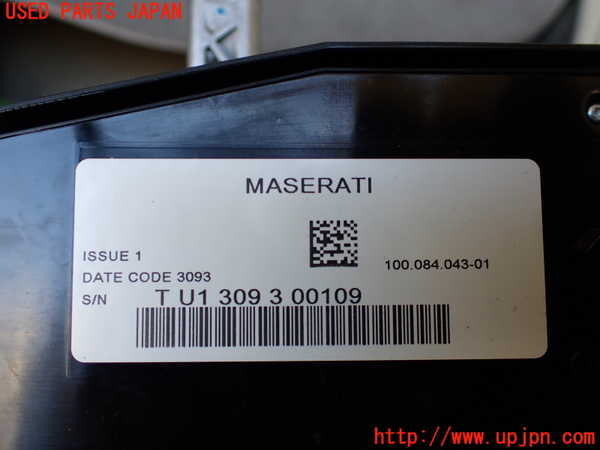 USED PARTS JAPAN
MASERATI
ISSUE 1
DATE CODE 3093
100.084.043-01
S/N T U1 309 3 00109
http://www.upjpn.com/